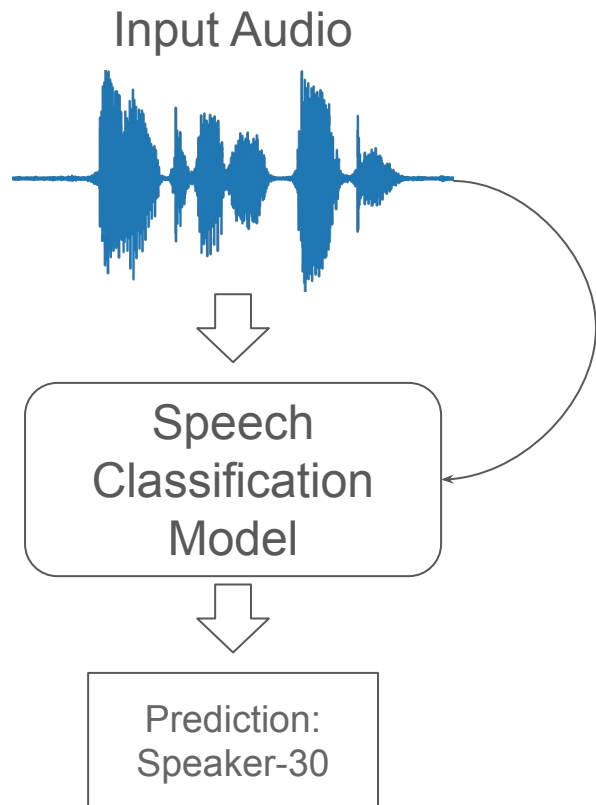 Input Audio
Speech
Classification
Model
Prediction:
Speaker-30